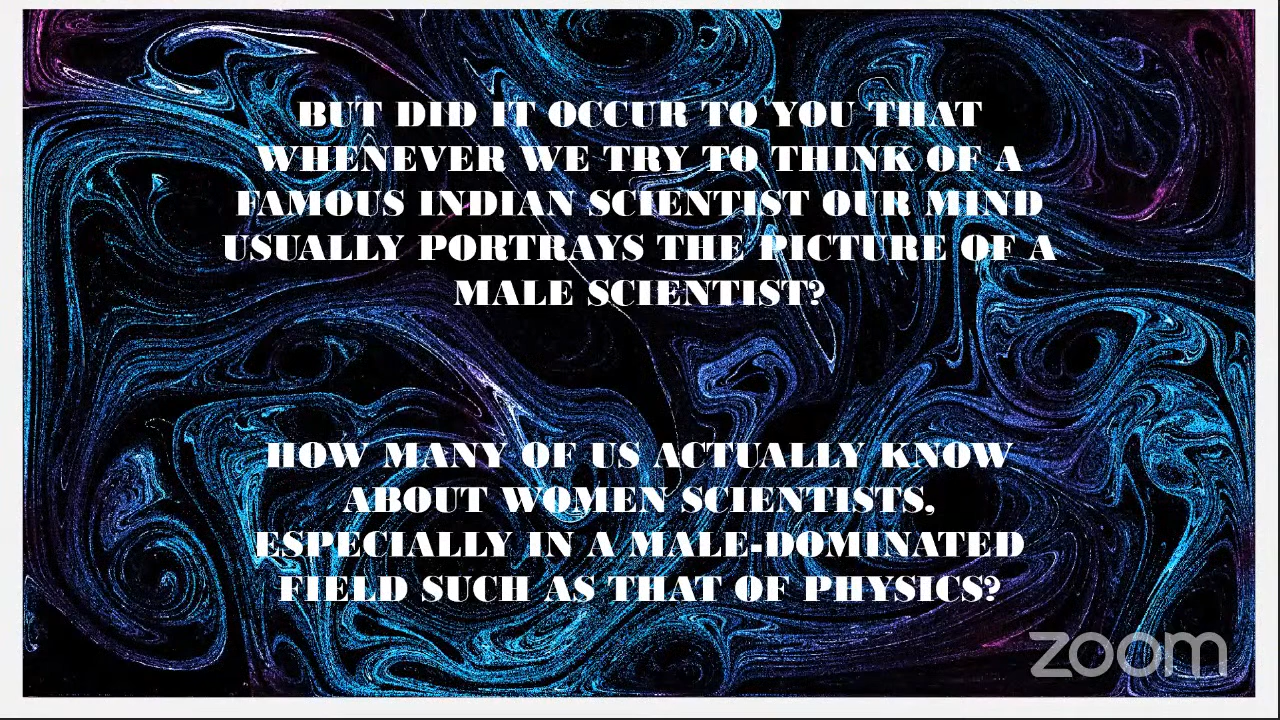 BUT DID IT OCCUR TO YOU THAT
WHENEVER WE TRY TO THINK OF A
FAMOUS INDIAN SCIENTIST OUR MIND
USUALLY PORTRAYS THE PICTURE OF A
MALE SCIENTIST?
HOW MANY OF US ACTUALLY KNOW
ABOUT WOMEN SCIENTISTS,
ESPECIALLY IN A MALE-DOMINATED
FIELD SUCH AS THAT OF PHYSICS?
zoom